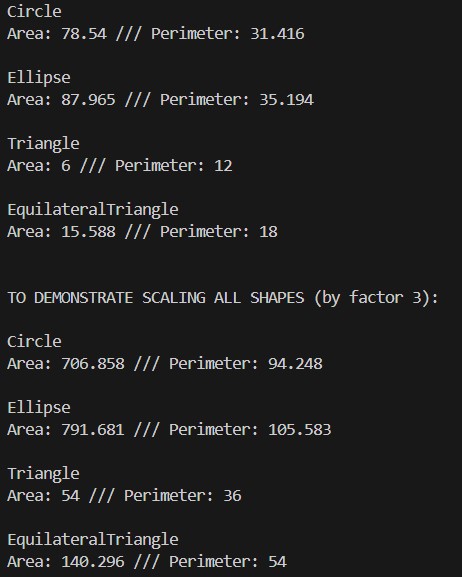 Circle
Area: 78.54 /// Perimeter: 31.416
Ellipse
Area: 87.965 /// Perimeter: 35.194
Triangle
Area: 6 /// Perimeter: 12
EquilateralTriangle
Area: 15.588 /// Perimeter: 18
TO DEMONSTRATE SCALING ALL SHAPES (by factor 3):
Circle
Area: 706.858 /// Perimeter: 94.248
Ellipse
Area: 791.681 /// Perimeter: 105.583
Triangle
Area: 54 /// Perimeter: 36
EquilateralTriangle
Area: 140.296 /// Perimeter: 54